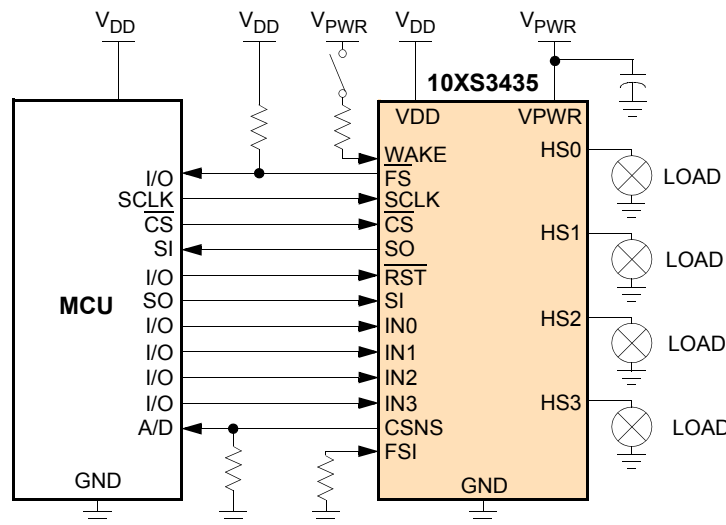 VDD VDD VPWR VDD VPWR
10XS3435
VDD VPWR
WAKE HS0
LOAD
I/O FS
SCLK SCLK
CS CS
HS1
SI SO
LOAD
I/O RST
MCU
SO SI
HS2
I/O IN0
LOAD
I/O IN1
I/O IN2
I/O IN3
HS3
A/D CSNS
LOAD
FSI
GND GND